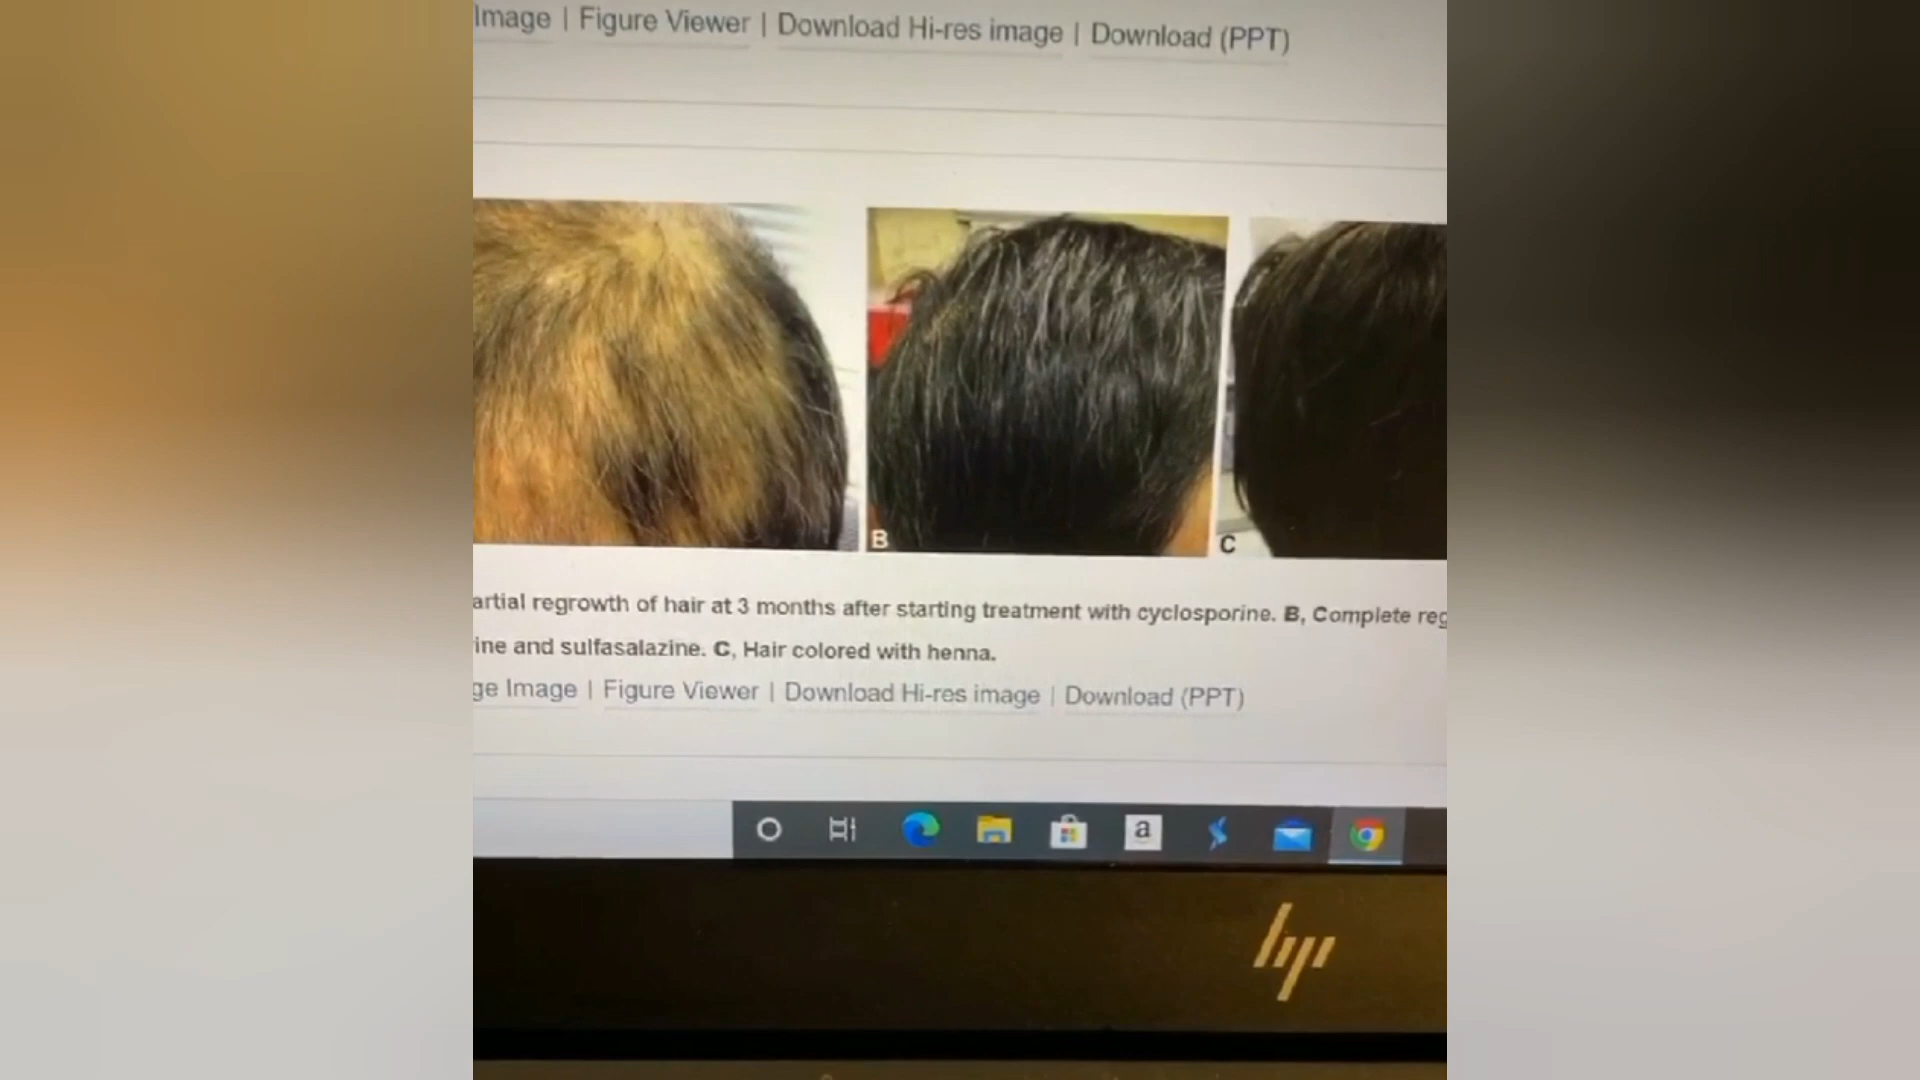 Image | Figure Viewer | Download Hi-res image | Download (PPT)
B
C
artial regrowth of hair at 3 months after starting treatment with cyclosporine. B, Complete reg
ine and sulfasalazine. C, Hair colored with henna.
ge Image | Figure Viewer | Download Hi-res image | Download (PPT)
a
hp